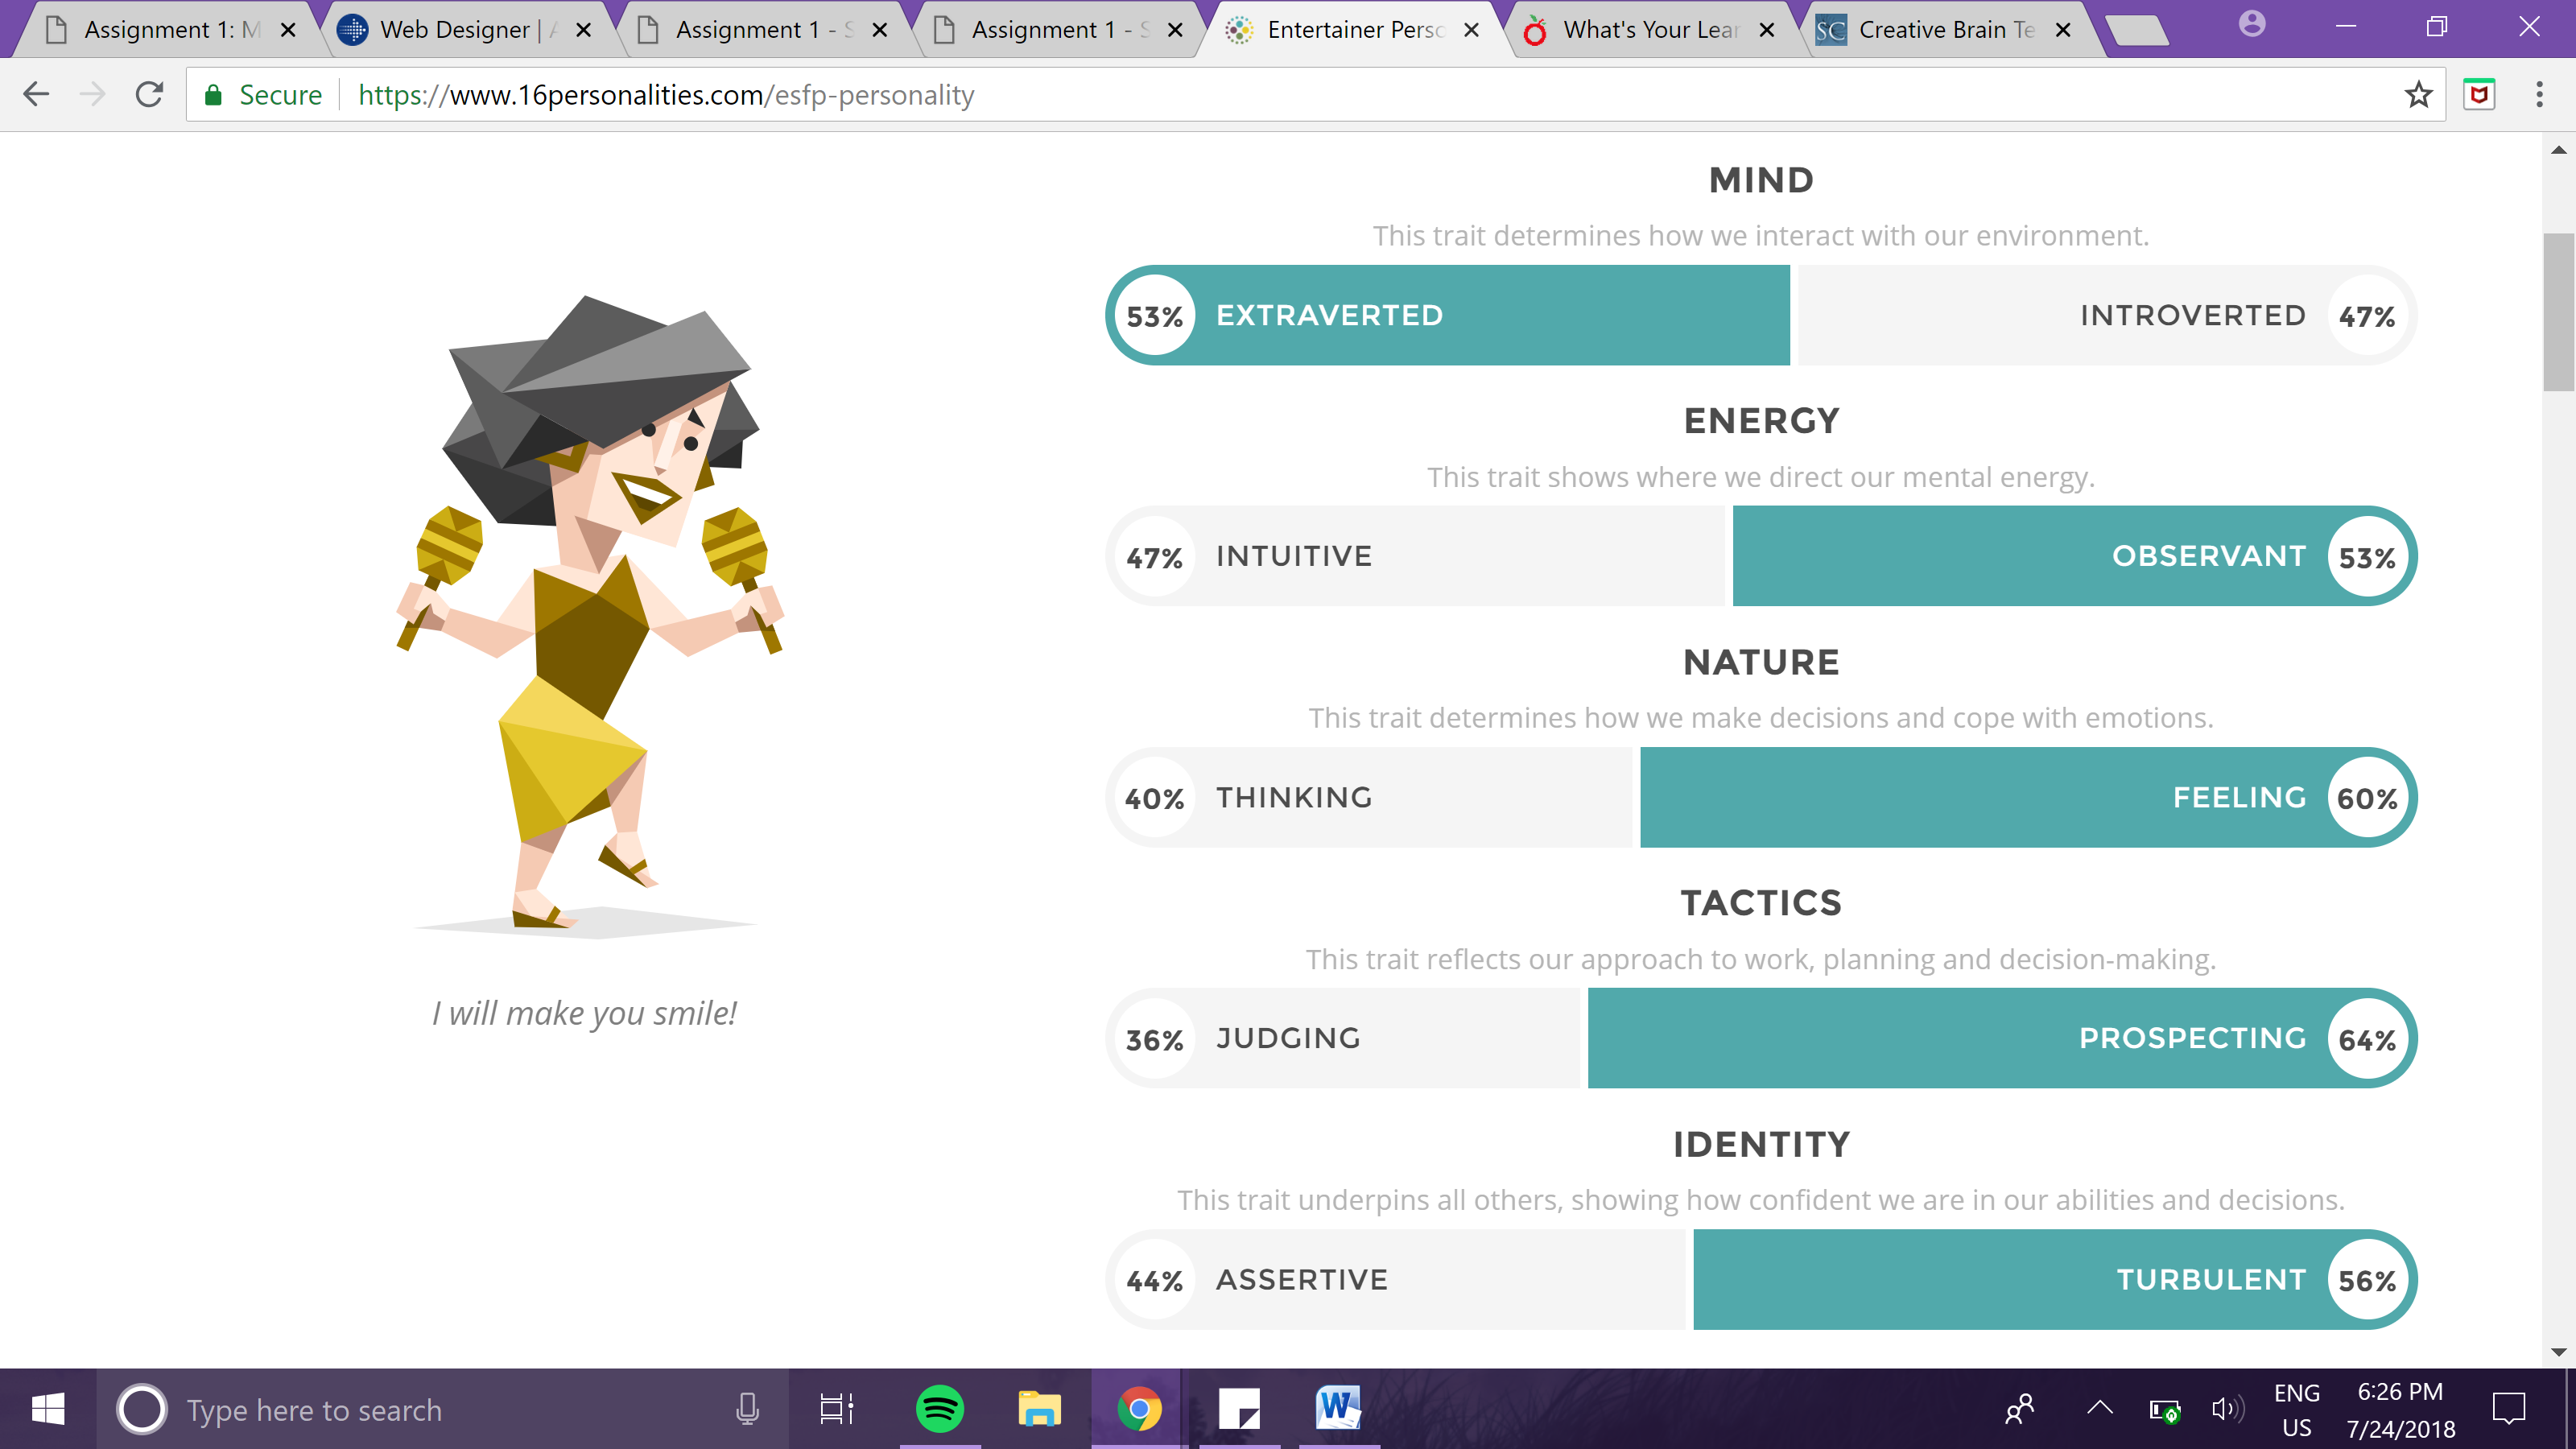 Assignment 1: M
Web Designer | A
Assignment 1 - S
Assignment 1 - S
Entertainer Perso
What's Your Lear
SC Creative Brain Te
Secure https://www.16personalities.com/esfp-personality
MIND
This trait determines how we interact with our environment.
53% EXTRAVERTED INTROVERTED 47%
ENERGY
This trait shows where we direct our mental energy.
47% INTUITIVE OBSERVANT 53%
NATURE
This trait determines how we make decisions and cope with emotions.
40% THINKING FEELING 60%
TACTICS
This trait reflects our approach to work, planning and decision-making.
36% JUDGING PROSPECTING 64%
IDENTITY
This trait underpins all others, showing how confident we are in our abilities and decisions.
44% ASSERTIVE TURBULENT 56%
I will make you smile!
Type here to search
W
ENG
US
6:26 PM
7/24/2018